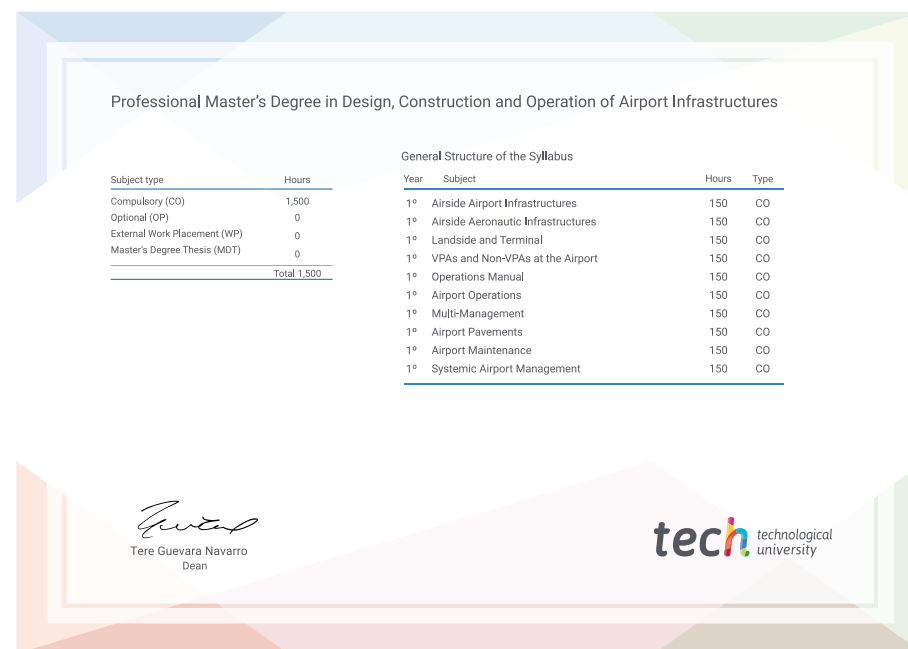 Professional Master's Degree in Design, Construction and Operation of Airport Infrastructures
Subject type Hours
Compulsory (CO) 1,500
Optional (OP) 0
External Work Placement (WP) 0
Master's Degree Thesis (MDT) 0
Total 1,500
General Structure of the Syllabus
Year Subject Hours Type
1º Airside Airport Infrastructures 150 CO
1º Airside Aeronautic Infrastructures 150 CO
1º Landside and Terminal 150 CO
1º VPAs and Non-VPAs at the Airport 150 CO
1º Operations Manual 150 CO
1º Airport Operations 150 CO
1º Multi-Management 150 CO
1º Airport Pavements 150 CO
1º Airport Maintenance 150 CO
1º Systemic Airport Management 150 CO
Tere Guevara Navarro
Dean
tech technological
university